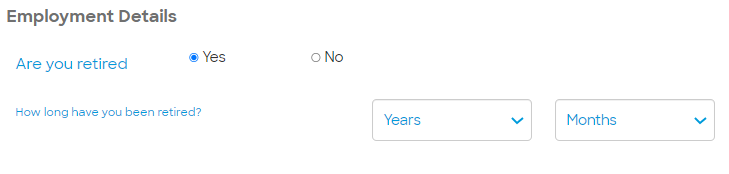 Employment Details
Are you retired Yes No
How long have you been retired? Years Months